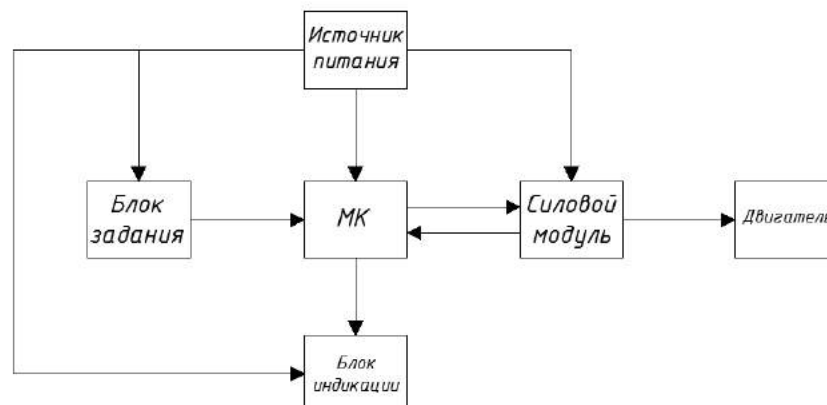 Источник
питания
Блок
задания
МК
Силовой
модуль
Двигатель
Блок
индикации